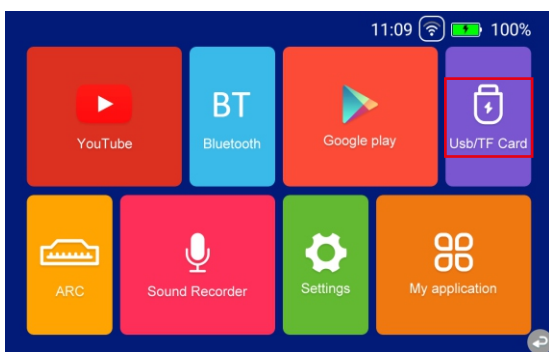 11:09 100%
BT
YouTube Bluetooth Google play Usb/TF Card
ARC Sound Recorder Settings My application